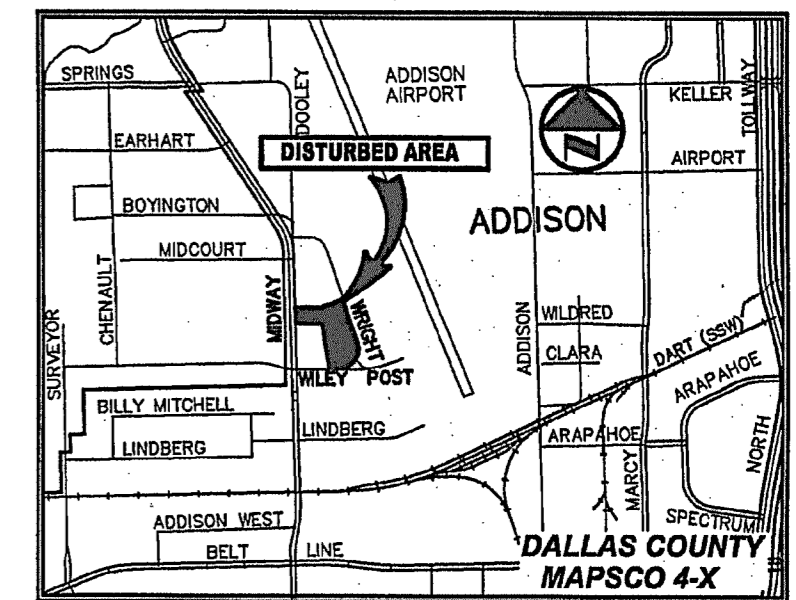 SPRINGS
DOOLEY
ADDISON
AIRPORT
KELLER
TOLLWAY
EARHART
DISTURBED AREA
N
AIRPORT
BOYINGTON
ADDISON
MIDCOURT
CHENAULT
MIDWAY
WRIGHT
SURVEYOR
ADDISON
WILDRED
CLARA
DART (SSW)
WILEY POST
ARAPAHOE
BILLY MITCHELL
LINDBERG
LINDBERG
ARAPAHOE
MARCY
NORTH
ADDISON WEST
SPECTRUM
BELT LINE
DALLAS COUNTY
MAPSCO 4-X